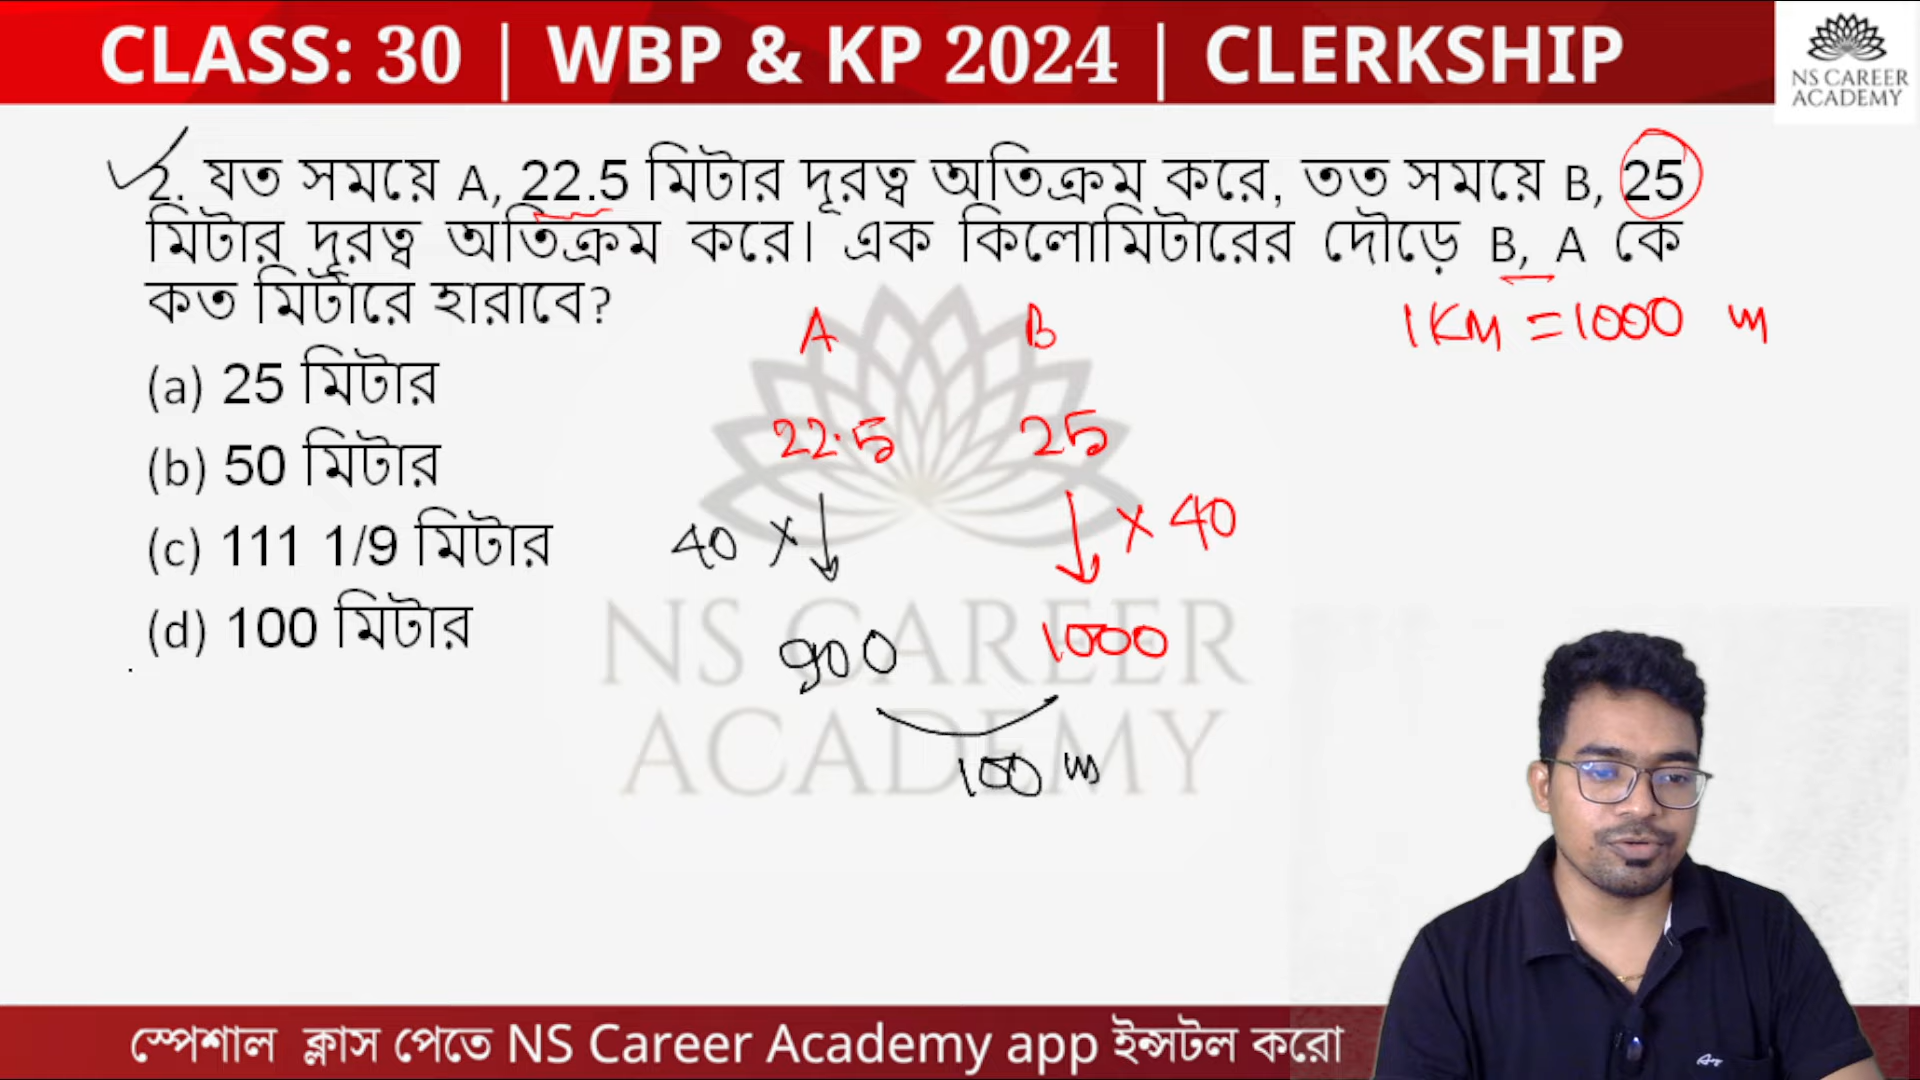 CLASS: 30 | WBP & KP 2024 | CLERKSHIP
NS CAREER
ACADEMY
2. যত সময়ে A, 22.5 মিটার দূরত্ব অতিক্রম করে, তত সময়ে B, 25
মিটার দূরত্ব অতিক্রম করে। এক কিলোমিটারের দৌড়ে B, A কে
কত মিটারে হারাবে?
1 KM = 1000 m
(a) 25 মিটার
(b) 50 মিটার
(c) 111 1/9 মিটার
(d) 100 মিটার
A B
22.5 25
40 × × 40
900 1000
100 m
NS CAREER
ACADEMY
স্পেশাল ক্লাস পেতে NS Career Academy app ইন্সটল করো